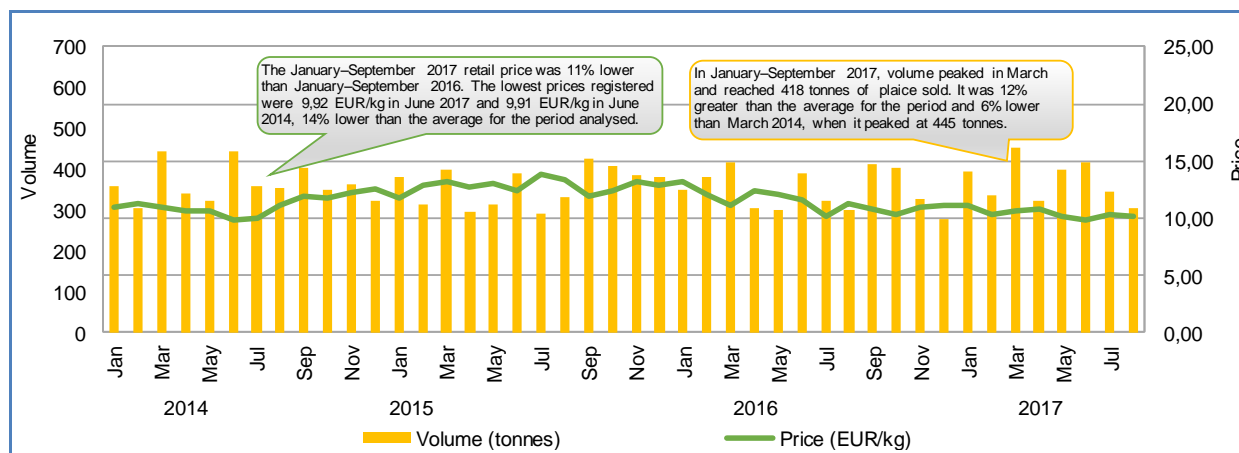 700
600
500
400
300
200
100
0
Volume
The January–September 2017 retail price was 11% lower
than January–September 2016. The lowest prices registered
were 9,92 EUR/kg in June 2017 and 9,91 EUR/kg in June
2014, 14% lower than the average for the period analysed.
In January–September 2017, volume peaked in March
and reached 418 tonnes of plaice sold. It was 12%
greater than the average for the period and 6% lower
than March 2014, when it peaked at 445 tonnes.
25,00
20,00
15,00
10,00
5,00
0,00
Price
Jan
Mar
May
Jul
Sep
Nov
Jan
Mar
May
Jul
Sep
Nov
Jan
Mar
May
Jul
Sep
Nov
Jan
Mar
May
Jul
2014
2015
2016
2017
Volume (tonnes)
Price (EUR/kg)